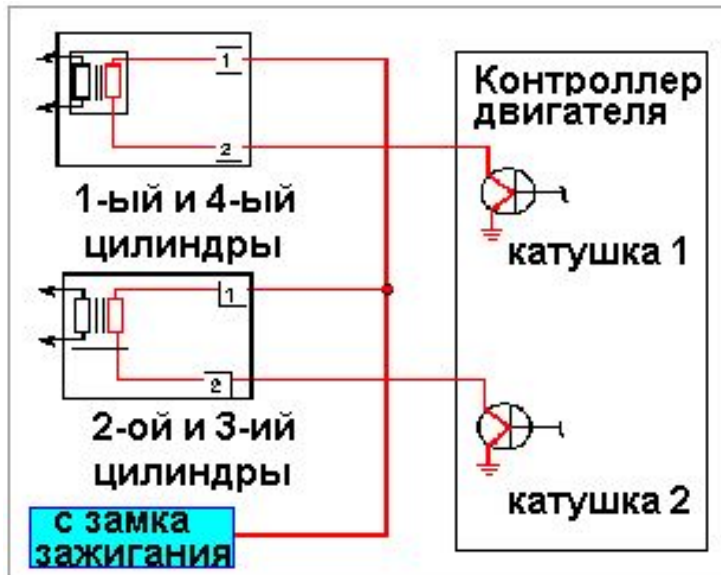 1
2
1-ый и 4-ый
цилиндры
1
2
2-ой и 3-ий
цилиндры
с замка
зажигания
Контроллер
двигателя
катушка 1
катушка 2